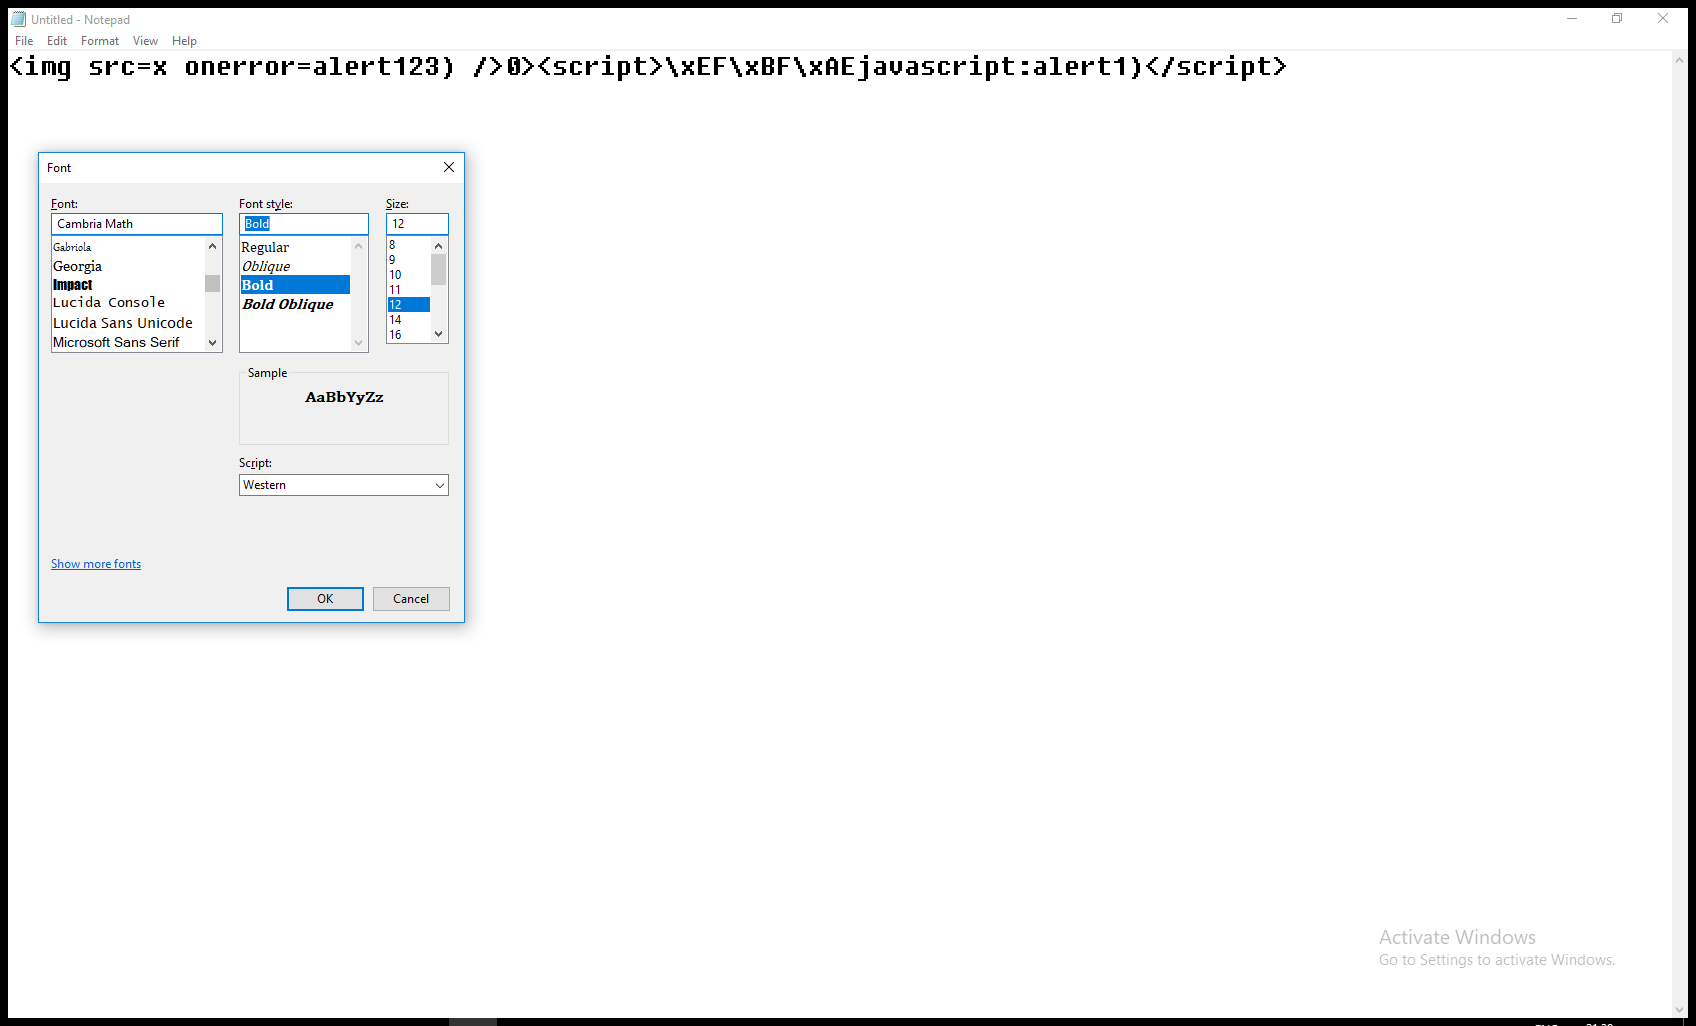 Untitled - Notepad
File Edit Format View Help
<img src=x onerror=alert123) />0><script>\xEF\xBF\xAEjavascript:alert1)</script>
Font
Font: Font style: Size:
Cambria Math Bold 12
Gabriola
Georgia
Impact
Lucida Console
Lucida Sans Unicode
Microsoft Sans Serif
Regular
Oblique
Bold
Bold Oblique
8
9
10
11
12
14
16
Sample
AaBbYyZz
Script:
Western
Show more fonts
OK Cancel
Activate Windows
Go to Settings to activate Windows.